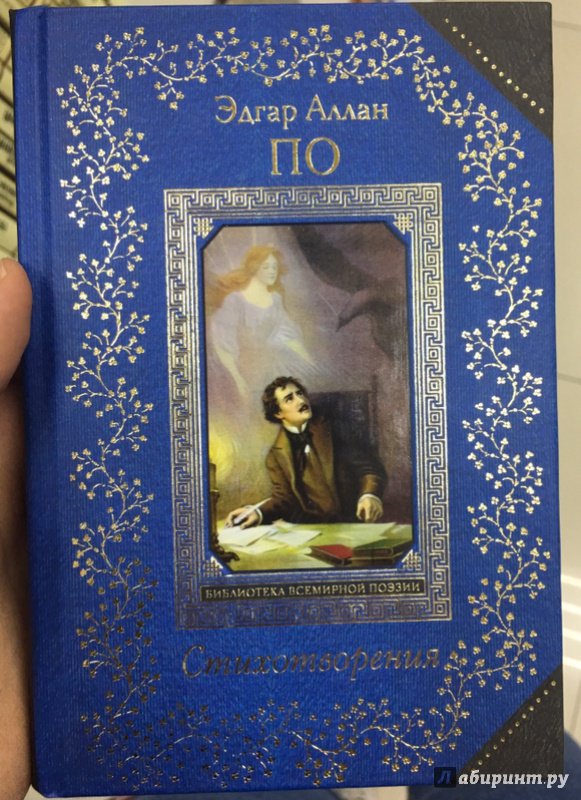 Эдгар Аллан
ПО
БИБЛИОТЕКА ВСЕМИРНОЙ ПОЭЗИИ
Стихотворения
Лабиринт.ру